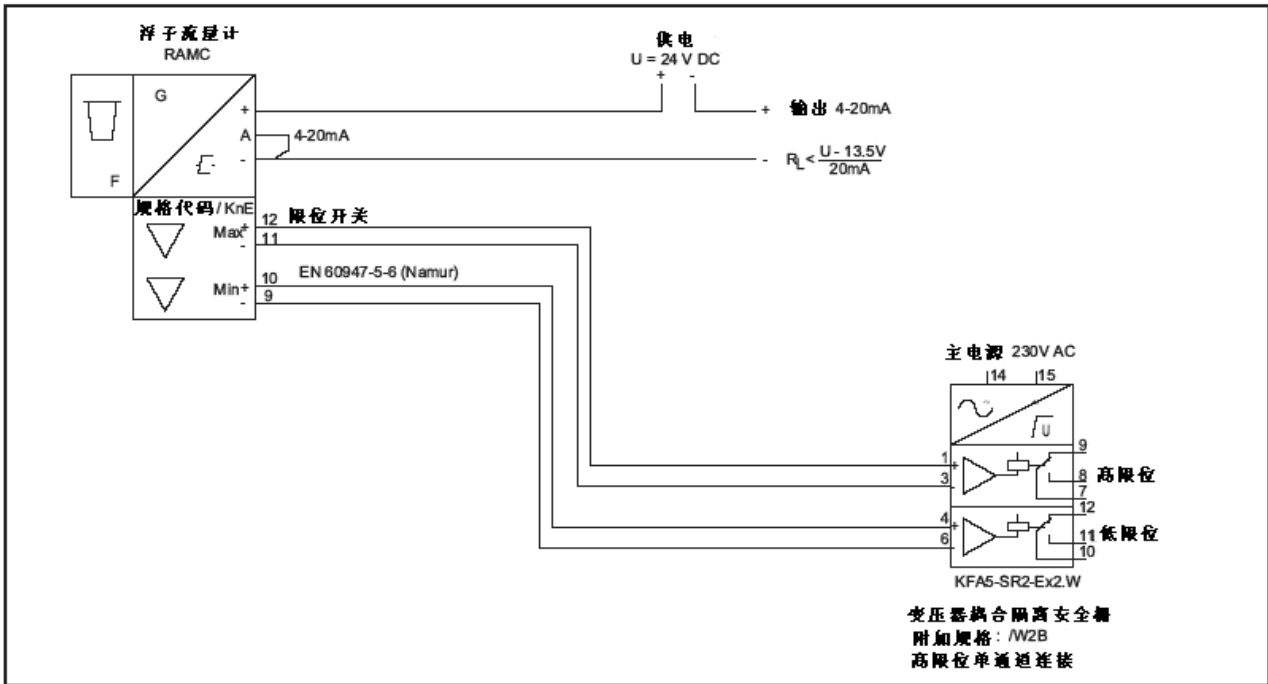 浮子流量计
RAMC
供电
U = 24 V DC
+ -
G
+
+ 输出 4-20mA
A
4-20mA
-
- RL < U - 13.5V
20mA
F
规格代码/KnE
12 限位开关
Max+
- 11
10 EN 60947-5-6 (Namur)
Min+
- 9
主电源 230V AC
14 15
U
1 + 9
3 - 8 高限位
7
4 + 12
6 - 11 低限位
10
KFA5-SR2-Ex2.W
变压器耦合隔离安全栅
附加规格: /W2B
高限位单通道连接